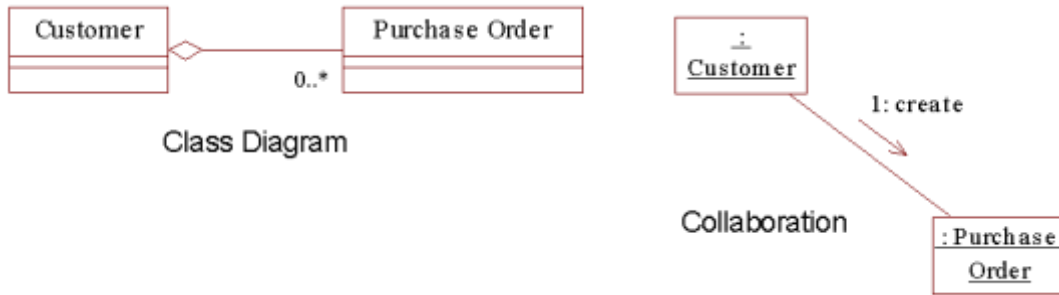 Customer
Purchase Order
0..*
Class Diagram
:
Customer
1: create
Collaboration
: Purchase
Order